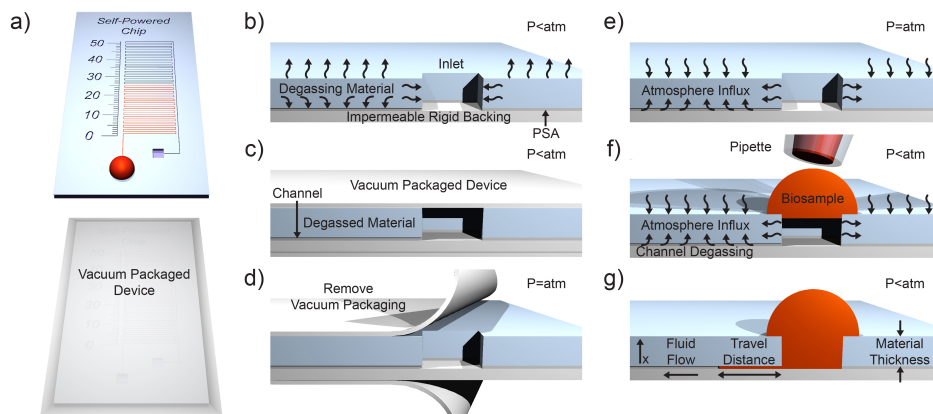 a)
Self-Powered
Chip
50
40
30
20
10
0
Vacuum Packaged
Device
b)
P<atm
Inlet
Degassing Material
Impermeable Rigid Backing
PSA
c)
P<atm
Vacuum Packaged Device
Channel
Degassed Material
d)
P=atm
Remove
Vacuum Packaging
e)
P=atm
Atmosphere Influx
f)
P<atm
Pipette
Biosample
Atmosphere Influx
Channel Degassing
g)
P<atm
x
Fluid
Flow
Travel
Distance
Material
Thickness